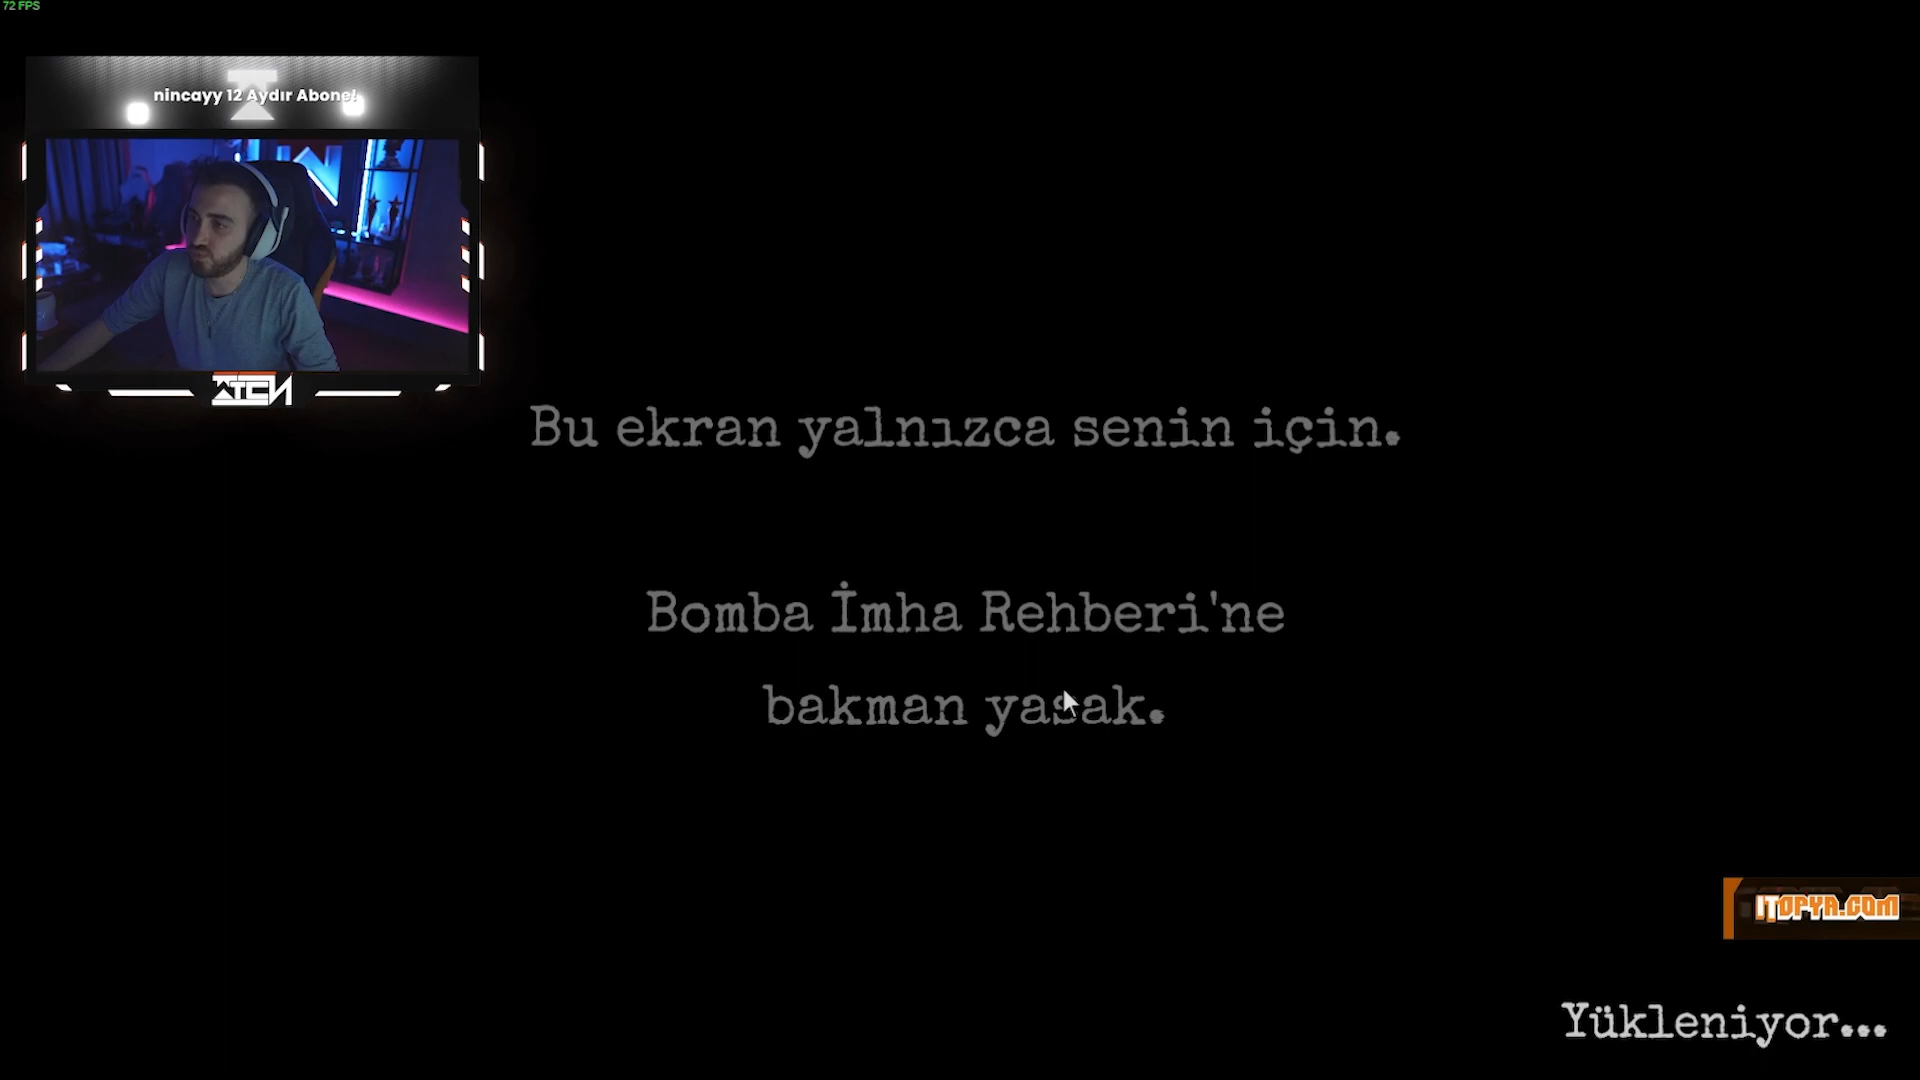 72 FPS
nincayy 12 Aydır Abone!
Bu ekran yalnızca senin için.
Bomba İmha Rehberi'ne
bakman yasak.
ITOPYA.COM
Yükleniyor...